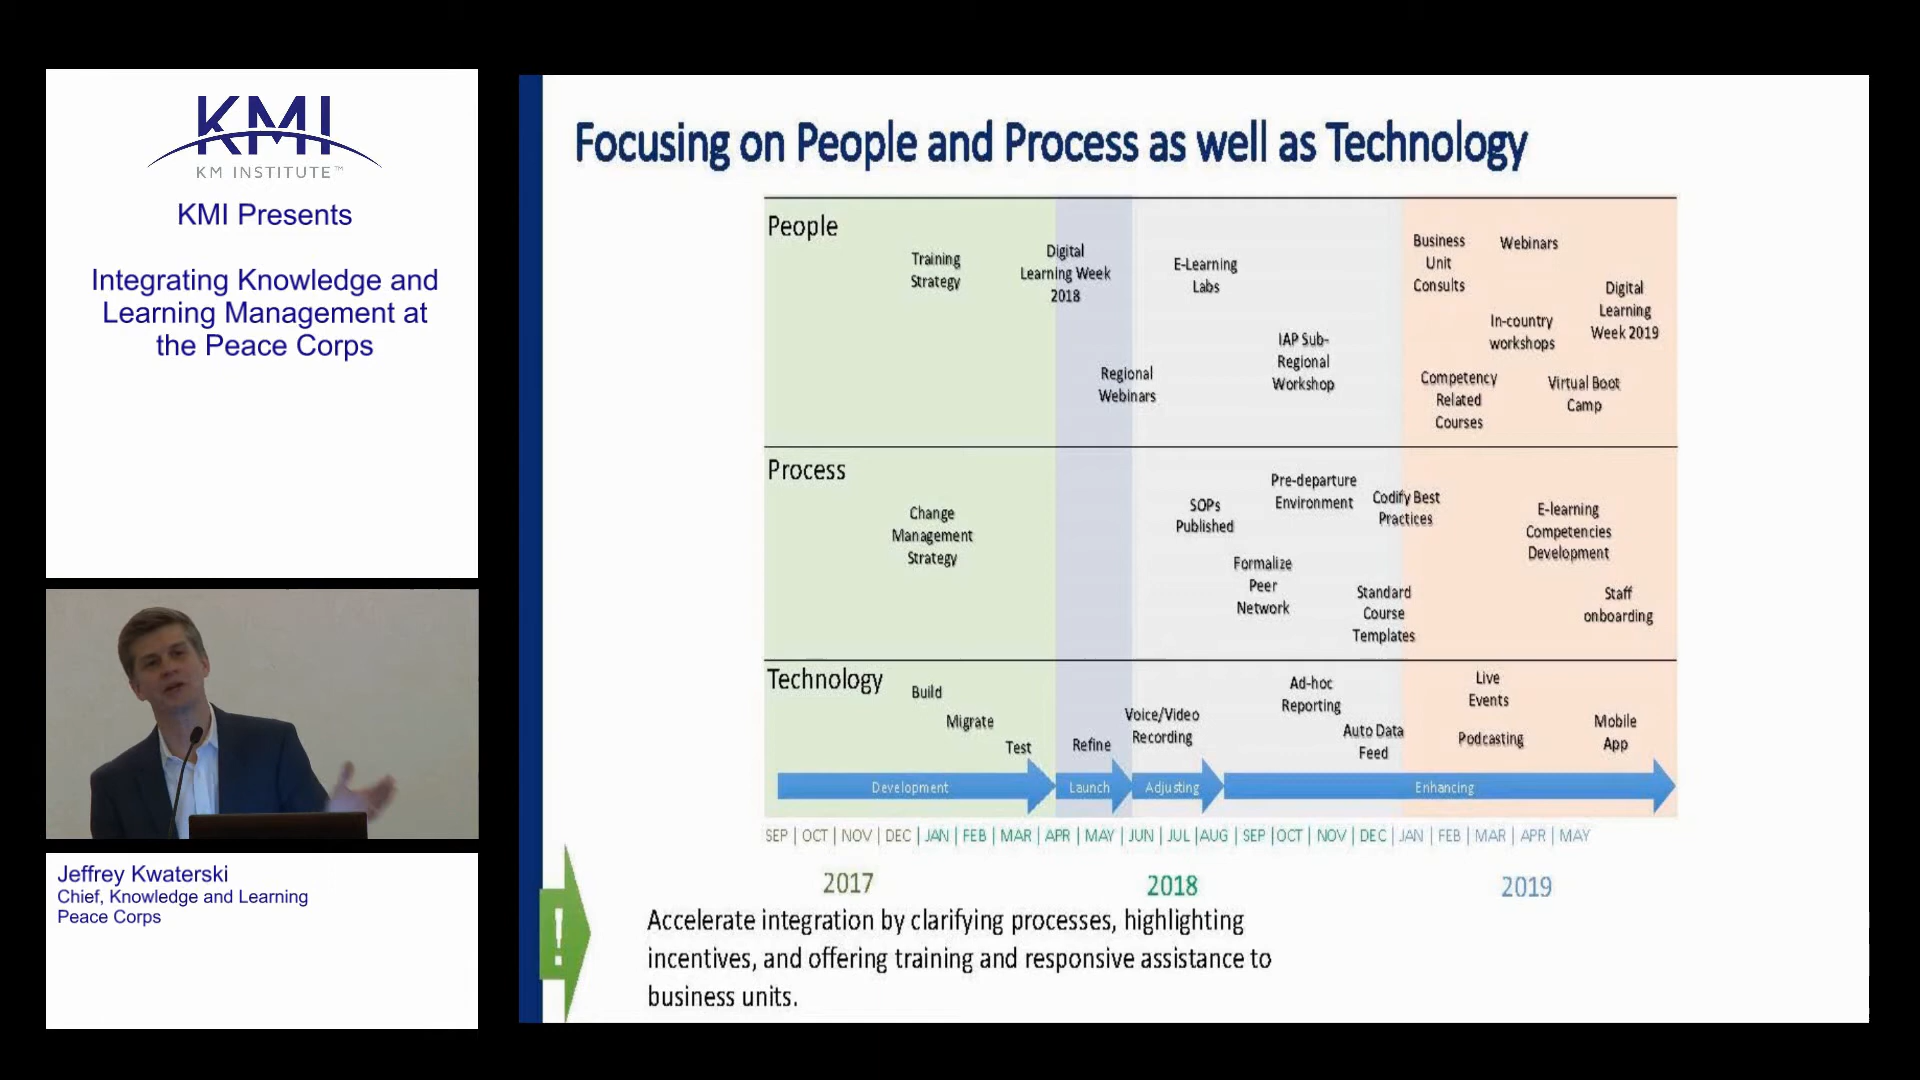 KMI
KM INSTITUTE™
KMI Presents
Integrating Knowledge and
Learning Management at
the Peace Corps
Jeffrey Kwaterski
Chief, Knowledge and Learning
Peace Corps
Focusing on People and Process as well as Technology
People
Training
Strategy
Digital
Learning Week
2018
Regional
Webinars
E-Learning
Labs
IAP Sub-
Regional
Workshop
Business
Unit
Consults
Webinars
In-country
workshops
Digital
Learning
Week 2019
Competency
Related
Courses
Virtual Boot
Camp
Process
Change
Management
Strategy
SOPs
Published
Pre-departure
Environment
Codify Best
Practices
Formalize
Peer
Network
Standard
Course
Templates
E-learning
Competencies
Development
Staff
onboarding
Technology
Build
Migrate
Test
Refine
Voice/Video
Recording
Ad-hoc
Reporting
Auto Data
Feed
Live
Events
Podcasting
Mobile
App
Development
Launch
Adjusting
Enhancing
SEP | OCT | NOV | DEC | JAN | FEB | MAR | APR | MAY | JUN | JUL | AUG | SEP | OCT | NOV | DEC | JAN | FEB | MAR | APR | MAY
2017
2018
2019
!
Accelerate integration by clarifying processes, highlighting
incentives, and offering training and responsive assistance to
business units.